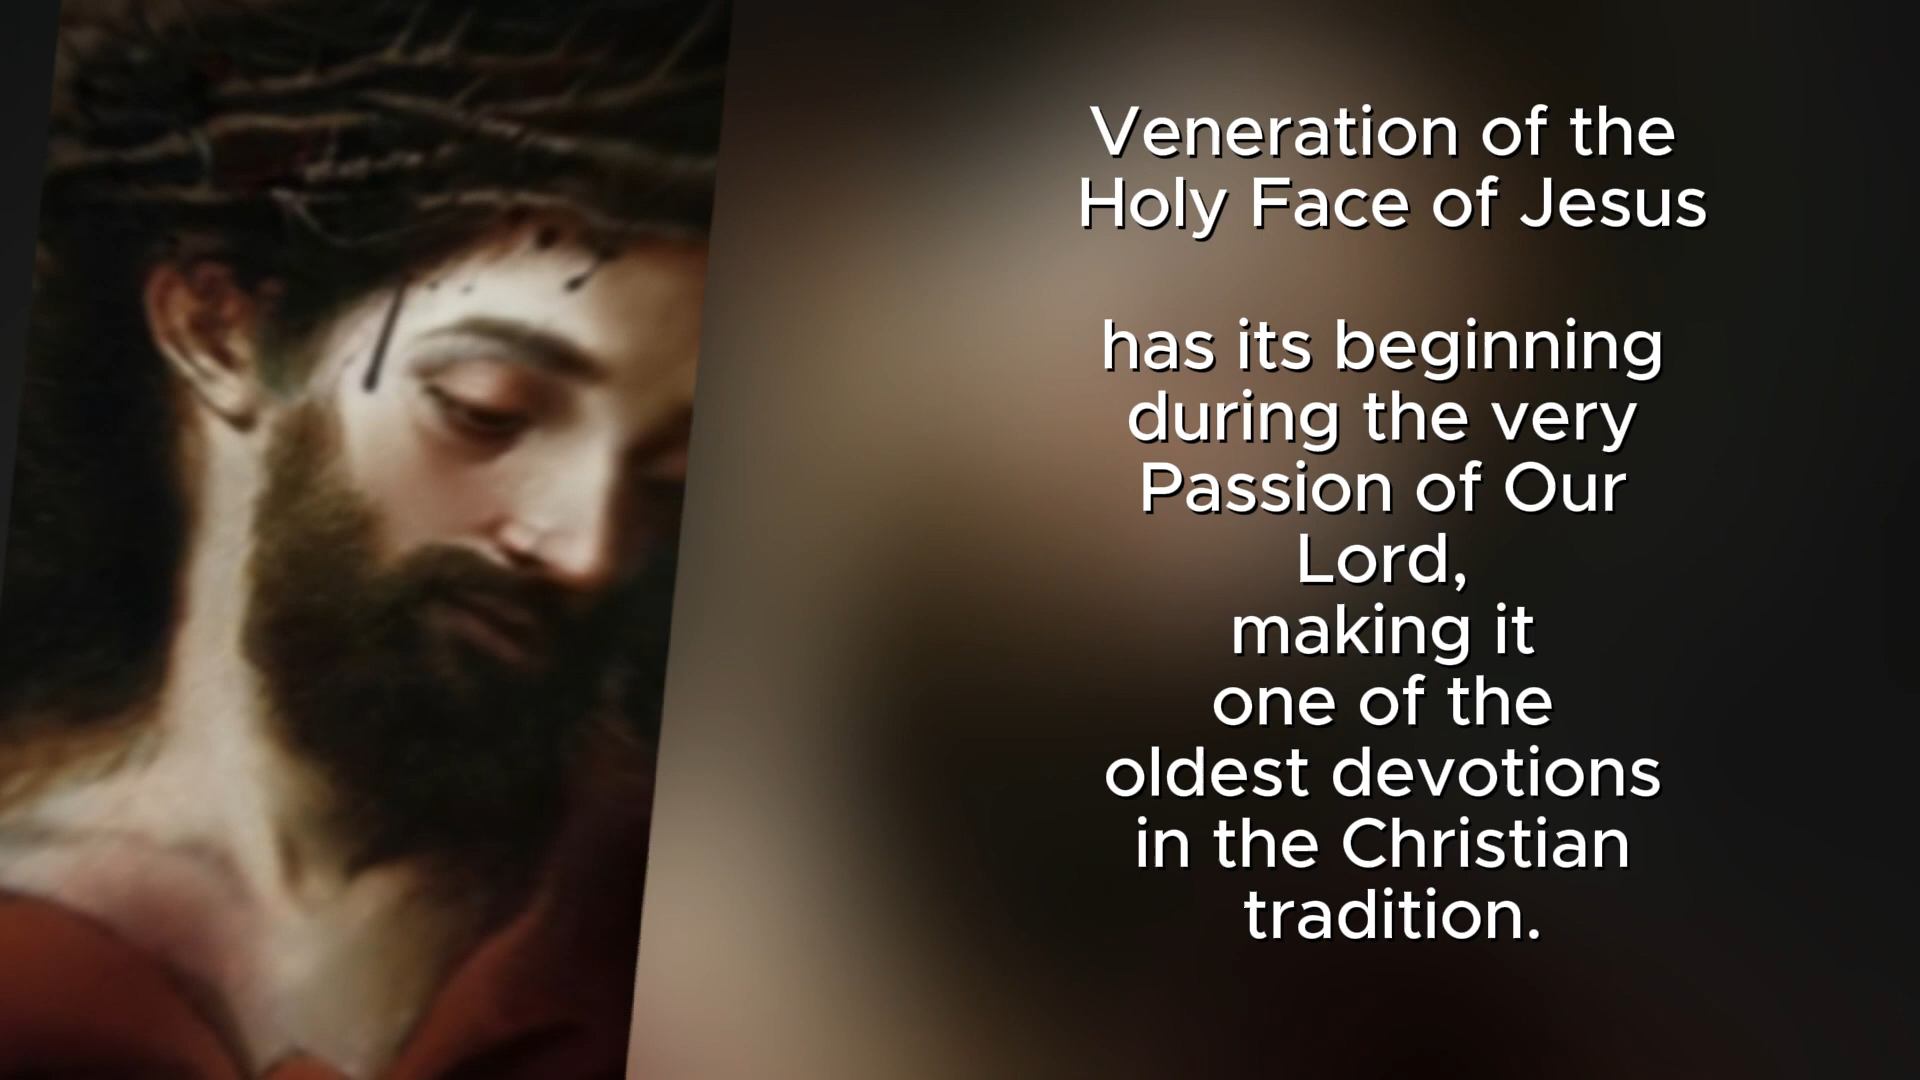 Veneration of the
Holy Face of Jesus
has its beginning
during the very
Passion of Our
Lord,
making it
one of the
oldest devotions
in the Christian
tradition.